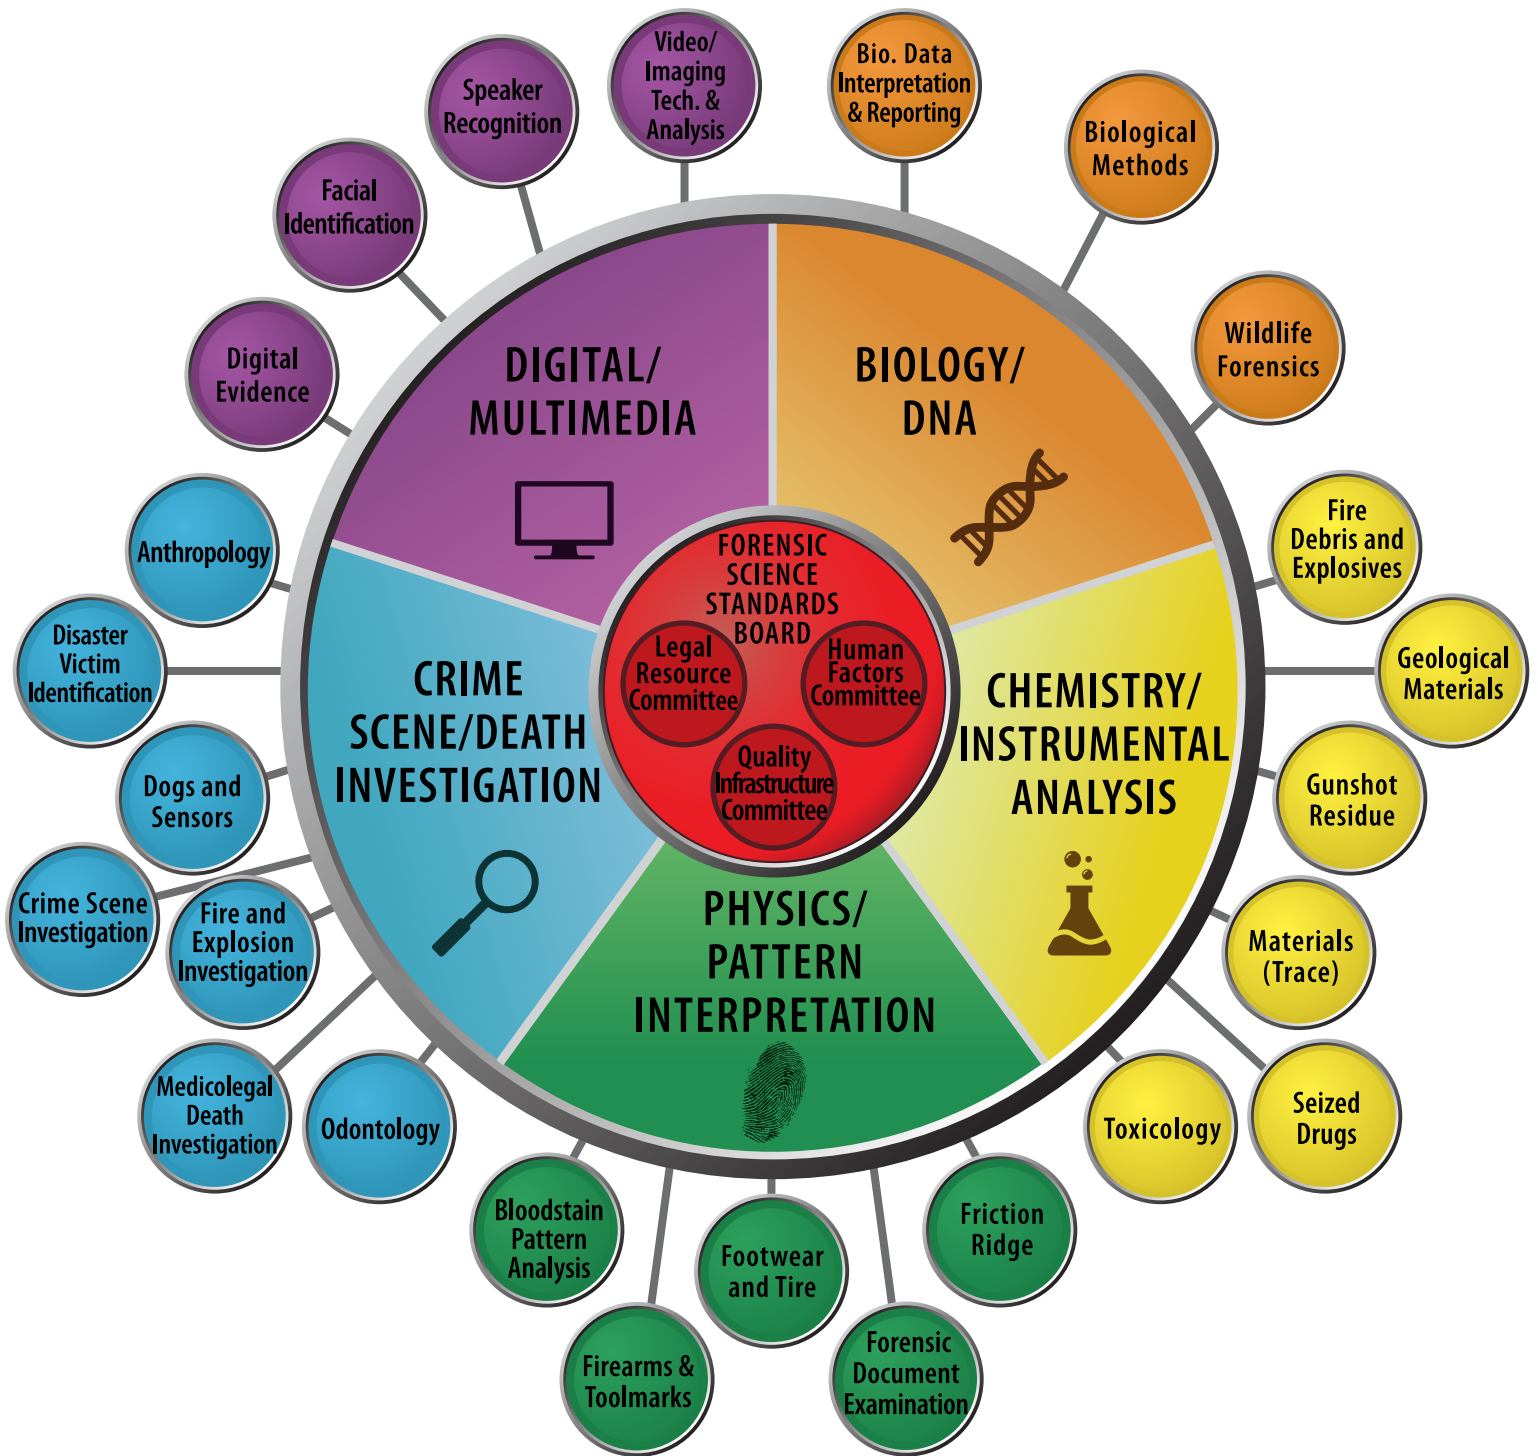 Video/
Imaging
Tech. &
Analysis
Bio. Data
Interpretation
& Reporting
Speaker
Recognition
Biological
Methods
Facial
Identification
Wildlife
Forensics
Digital
Evidence
DIGITAL/
MULTIMEDIA
BIOLOGY/
DNA
Anthropology
Fire
Debris and
Explosives
FORENSIC
SCIENCE
STANDARDS
BOARD
Legal
Resource
Committee
Human
Factors
Committee
Quality
Infrastructure
Committee
Disaster
Victim
Identification
Geological
Materials
CRIME
SCENE/DEATH
INVESTIGATION
CHEMISTRY/
INSTRUMENTAL
ANALYSIS
Dogs and
Sensors
Gunshot
Residue
Crime Scene
Investigation
Fire and
Explosion
Investigation
PHYSICS/
PATTERN
INTERPRETATION
Materials
(Trace)
Medicolegal
Death
Investigation
Odontology
Toxicology
Seized
Drugs
Bloodstain
Pattern
Analysis
Footwear
and Tire
Friction
Ridge
Firearms &
Toolmarks
Forensic
Document
Examination